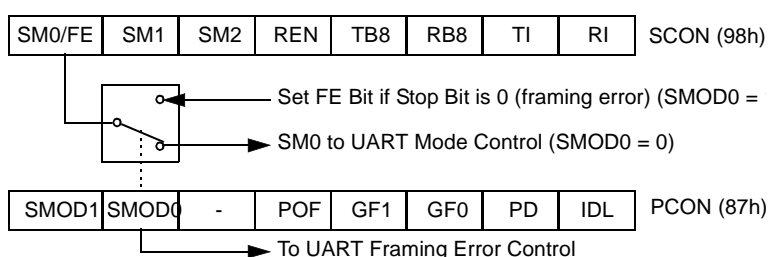 SM0/FE SM1 SM2 REN TB8 RB8 TI RI SCON (98h)
Set FE Bit if Stop Bit is 0 (framing error) (SMOD0 =
SM0 to UART Mode Control (SMOD0 = 0)
SMOD1 SMOD0 - POF GF1 GF0 PD IDL PCON (87h)
To UART Framing Error Control